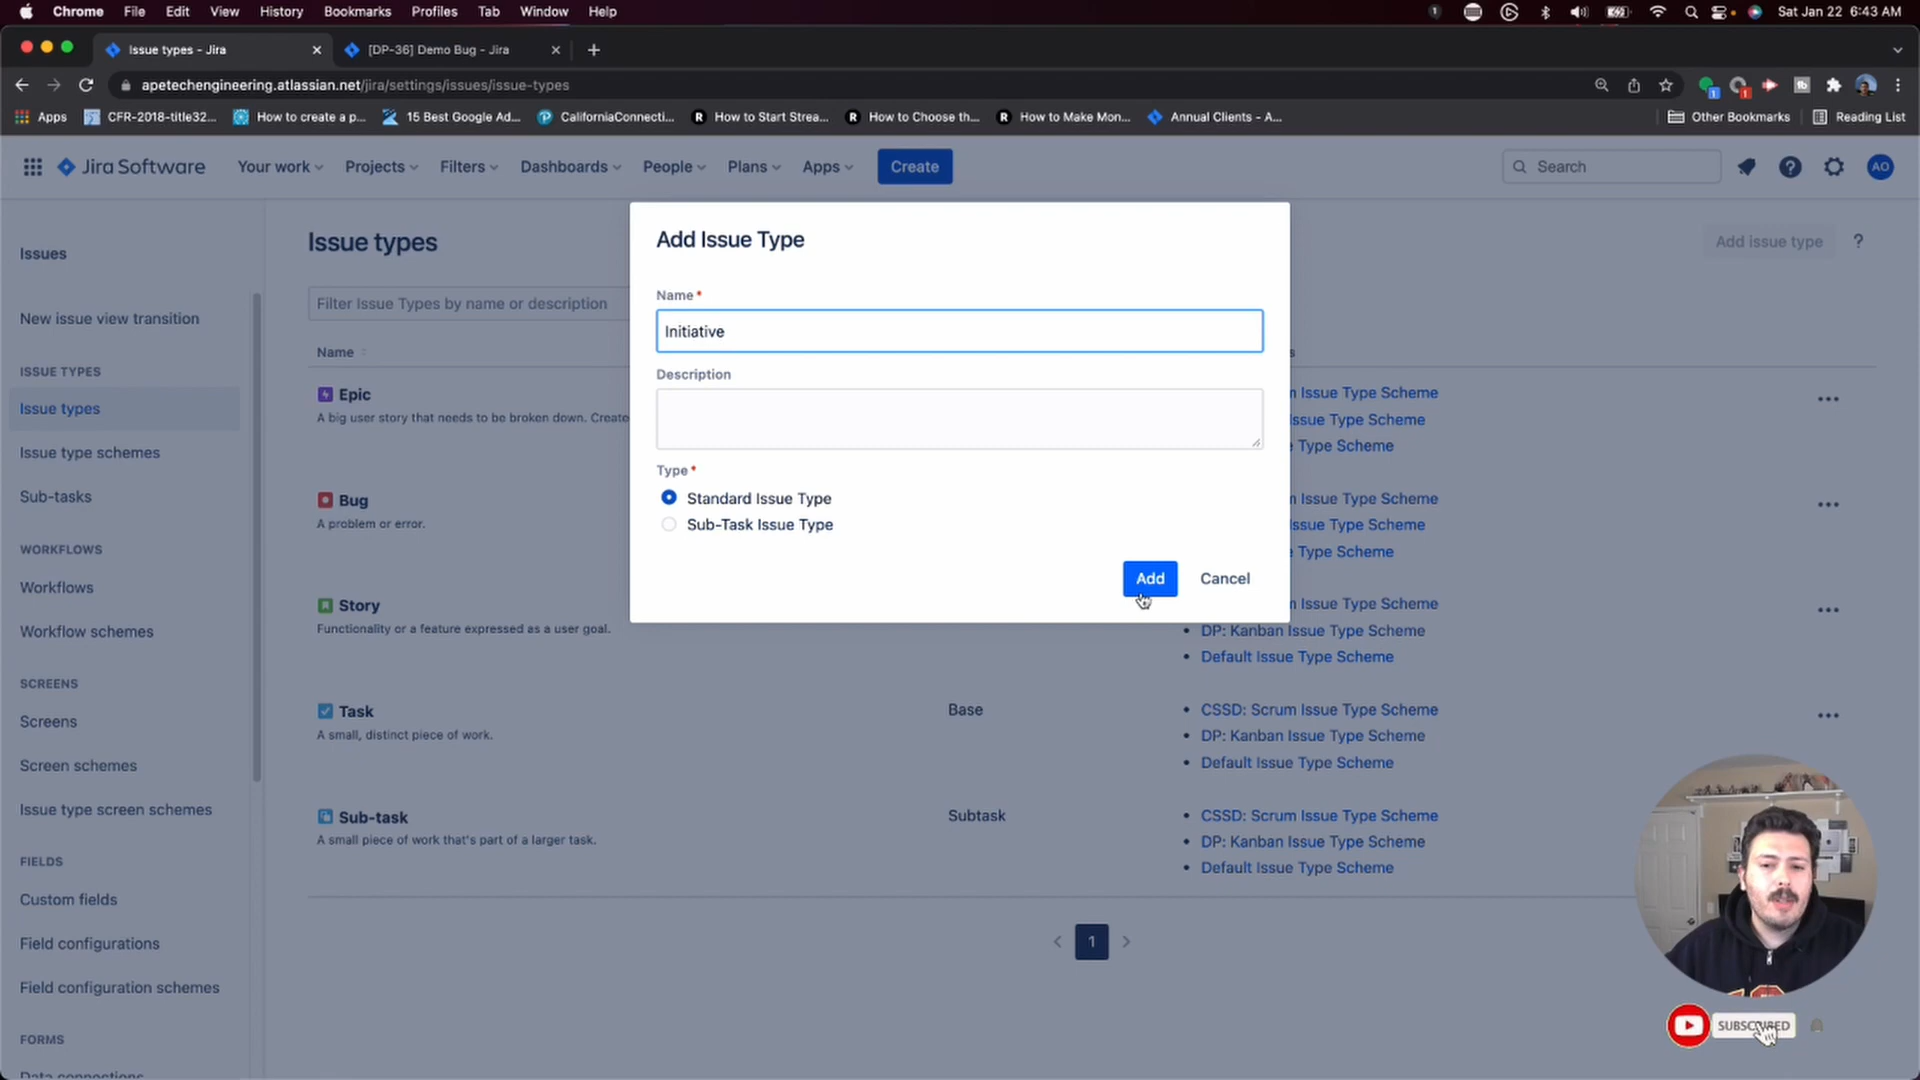 Chrome File Edit View History Bookmarks Profiles Tab Window Help
Sat Jan 22 6:43 AM
Issue types - Jira
[DP-36] Demo Bug - Jira
apetechengineering.atlassian.net/jira/settings/issues/issue-types
Apps
CFR-2018-title32...
How to create a p...
15 Best Google Ad...
CaliforniaConnecti...
How to Start Strea...
How to Choose th...
How to Make Mon...
Annual Clients - A...
Other Bookmarks
Reading List
Jira Software
Your work
Projects
Filters
Dashboards
People
Plans
Apps
Create
Search
AO
Issues
New issue view transition
ISSUE TYPES
Issue types
Issue type schemes
Sub-tasks
WORKFLOWS
Workflows
Workflow schemes
SCREENS
Screens
Screen schemes
Issue type screen schemes
FIELDS
Custom fields
Field configurations
Field configuration schemes
FORMS
Issue types
Add issue type
?
Filter Issue Types by name or description
Name
Epic
A big user story that needs to be broken down. Create
Issue Type Scheme
Issue Type Scheme
Type Scheme
Bug
A problem or error.
Issue Type Scheme
Issue Type Scheme
Type Scheme
Story
Functionality or a feature expressed as a user goal.
Issue Type Scheme
DP: Kanban Issue Type Scheme
Default Issue Type Scheme
Task
A small, distinct piece of work.
Base
CSSD: Scrum Issue Type Scheme
DP: Kanban Issue Type Scheme
Default Issue Type Scheme
Sub-task
A small piece of work that's part of a larger task.
Subtask
CSSD: Scrum Issue Type Scheme
DP: Kanban Issue Type Scheme
Default Issue Type Scheme
1
Add Issue Type
Name *
Initiative
Description
Type *
Standard Issue Type
Sub-Task Issue Type
Add
Cancel
SUBSCRIBED